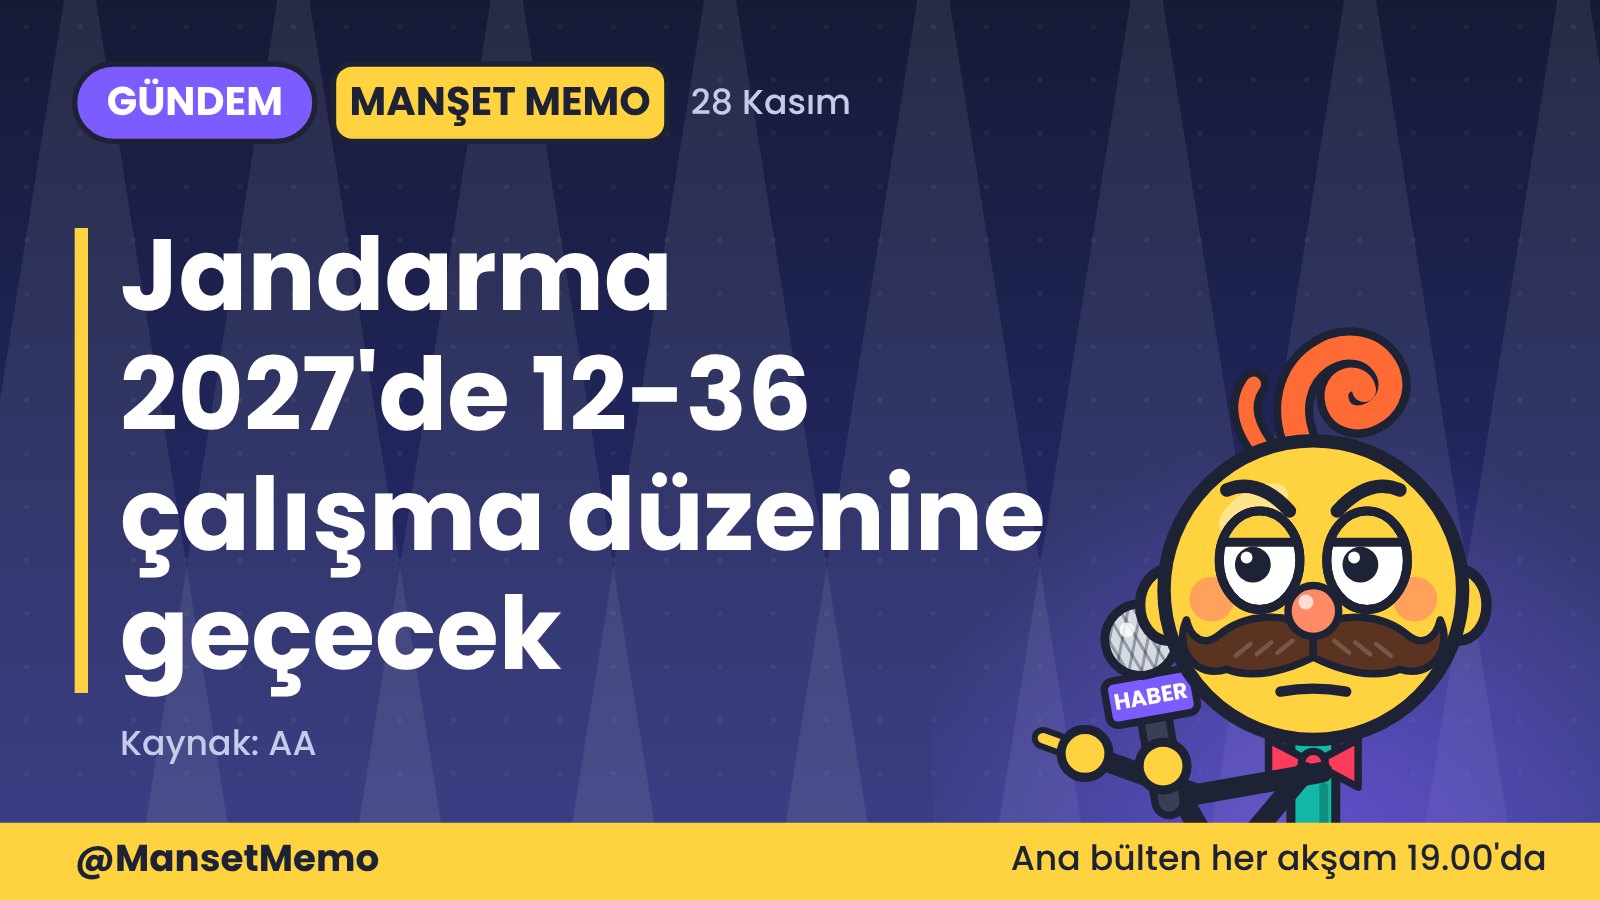 GÜNDEM MANŞET MEMO 28 Kasım
Jandarma
2027'de 12-36
çalışma düzenine
geçecek
Kaynak: AA
HABER
@MansetMemo
Ana bülten her akşam 19.00'da